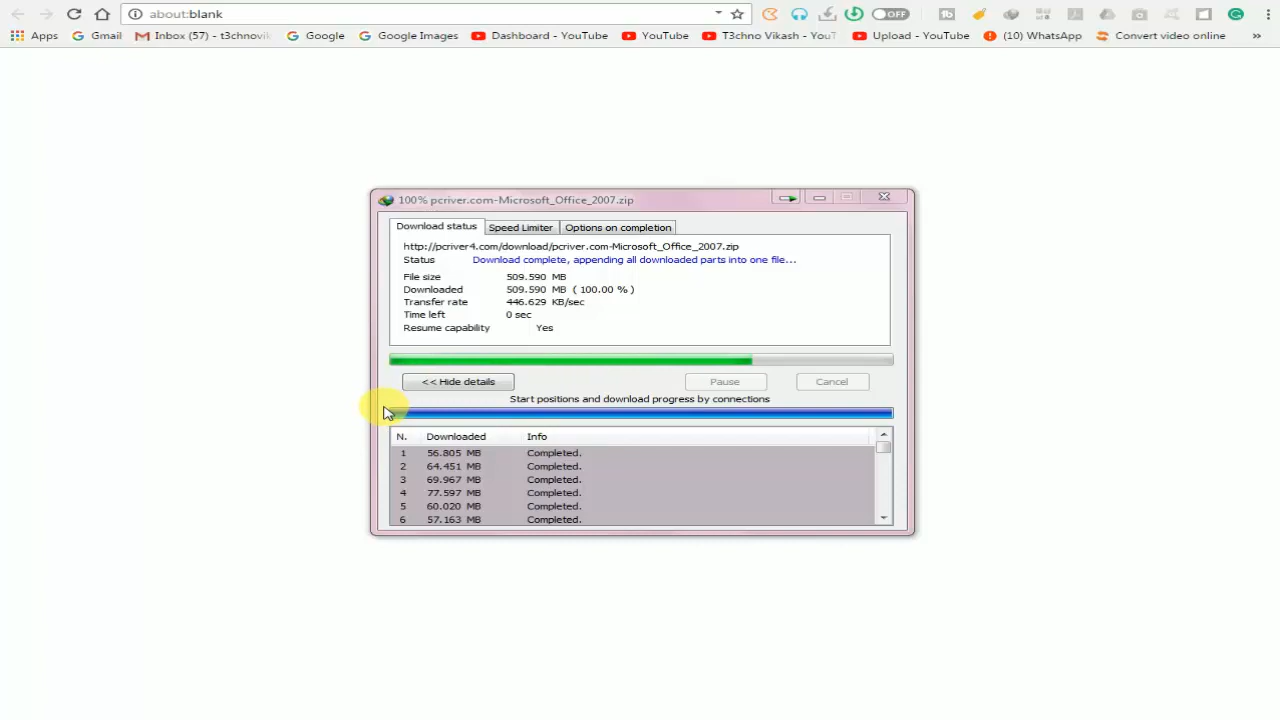 about:blank
OFF
Apps
Gmail
Inbox (57) - t3chnovik
Google
Google Images
Dashboard - YouTube
YouTube
T3chno Vikash - YouT
Upload - YouTube
(10) WhatsApp
Convert video online
»
100% pcriver.com-Microsoft_Office_2007.zip
Download status
Speed Limiter
Options on completion
http://pcriver4.com/download/pcriver.com-Microsoft_Office_2007.zip
Status Download complete, appending all downloaded parts into one file...
File size 509.590 MB
Downloaded 509.590 MB ( 100.00 % )
Transfer rate 446.629 KB/sec
Time left 0 sec
Resume capability Yes
<< Hide details
Pause
Cancel
Start positions and download progress by connections
N. Downloaded Info
1 56.805 MB Completed.
2 64.451 MB Completed.
3 69.967 MB Completed.
4 77.597 MB Completed.
5 60.020 MB Completed.
6 57.163 MB Completed.